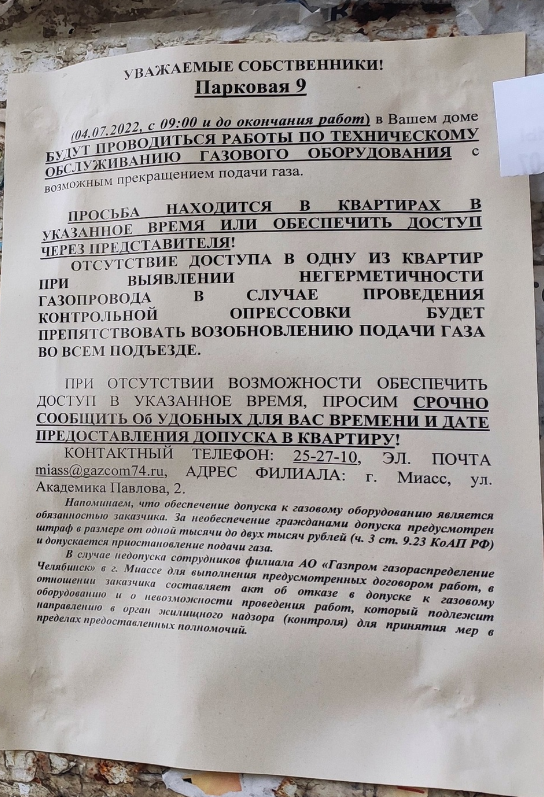 УВАЖАЕМЫЕ СОБСТВЕННИКИ!
Парковая 9
(04.07.2022, с 09:00 и до окончания работ) в Вашем доме
БУДУТ ПРОВОДИТЬСЯ РАБОТЫ ПО ТЕХНИЧЕСКОМУ
ОБСЛУЖИВАНИЮ ГАЗОВОГО ОБОРУДОВАНИЯ с
возможным прекращением подачи газа.
ПРОСЬБА НАХОДИТСЯ В КВАРТИРАХ В
УКАЗАННОЕ ВРЕМЯ ИЛИ ОБЕСПЕЧИТЬ ДОСТУП
ЧЕРЕЗ ПРЕДСТАВИТЕЛЯ!
ОТСУТСТВИЕ ДОСТУПА В ОДНУ ИЗ КВАРТИР
ПРИ ВЫЯВЛЕНИИ НЕГЕРМЕТИЧНОСТИ
ГАЗОПРОВОДА В СЛУЧАЕ ПРОВЕДЕНИЯ
КОНТРОЛЬНОЙ ОПРЕССОВКИ БУДЕТ
ПРЕПЯТСТВОВАТЬ ВОЗОБНОВЛЕНИЮ ПОДАЧИ ГАЗА
ВО ВСЕМ ПОДЪЕЗДЕ.
ПРИ ОТСУТСТВИИ ВОЗМОЖНОСТИ ОБЕСПЕЧИТЬ
ДОСТУП В УКАЗАННОЕ ВРЕМЯ, ПРОСИМ СРОЧНО
СООБЩИТЬ Об УДОБНЫХ ДЛЯ ВАС ВРЕМЕНИ И ДАТЕ
ПРЕДОСТАВЛЕНИЯ ДОПУСКА В КВАРТИРУ!
КОНТАКТНЫЙ ТЕЛЕФОН: 25-27-10, ЭЛ. ПОЧТА
miass@gazcom74.ru, АДРЕС ФИЛИАЛА: г. Миасс, ул.
Академика Павлова, 2.
Напоминаем, что обеспечение допуска к газовому оборудованию является
обязанностью заказчика. За необеспечение гражданами допуска предусмотрен
штраф в размере от одной тысячи до двух тысяч рублей (ч. 3 ст. 9.23 КоАП РФ)
и допускается приостановление подачи газа.
В случае недопуска сотрудников филиала АО «Газпром газораспределение
Челябинск» в г. Миассе для выполнения предусмотренных договором работ, в
отношении заказчика составляет акт об отказе в допуске к газовому
оборудованию и о невозможности проведения работ, который подлежит
направлению в орган жилищного надзора (контроля) для принятия мер в
пределах предоставленных полномочий.